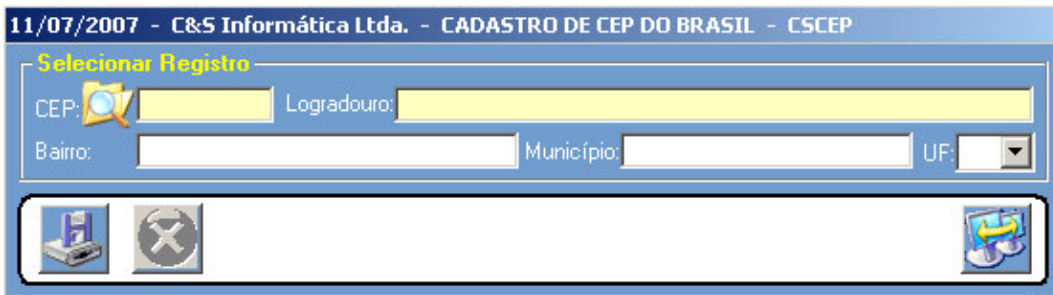 11/07/2007 - C&S Informática Ltda. - CADASTRO DE CEP DO BRASIL - CSCEP
Selecionar Registro
CEP: Logradouro:
Bairro: Município: UF: